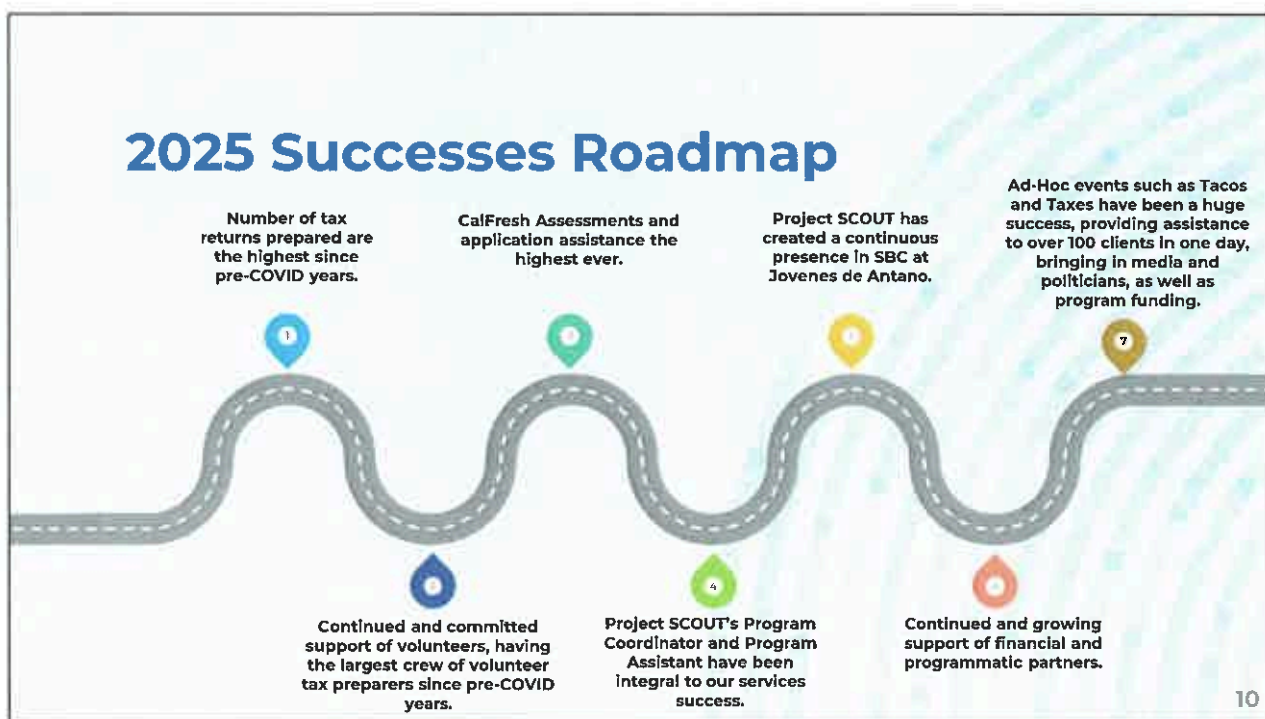 2025 Successes Roadmap
Number of tax
returns prepared are
the highest since
pre-COVID years.
1
Continued and committed
support of volunteers, having
the largest crew of volunteer
tax preparers since pre-COVID
years.
CalFresh Assessments and
application assistance the
highest ever.
4
Project SCOUT's Program
Coordinator and Program
Assistant have been
integral to our services
success.
Project SCOUT has
created a continuous
presence in SBC at
Jovenes de Antano.
Continued and growing
support of financial and
programmatic partners.
Ad-Hoc events such as Tacos
and Taxes have been a huge
success, providing assistance
to over 100 clients in one day,
bringing in media and
politicians, as well as
program funding.
7
10